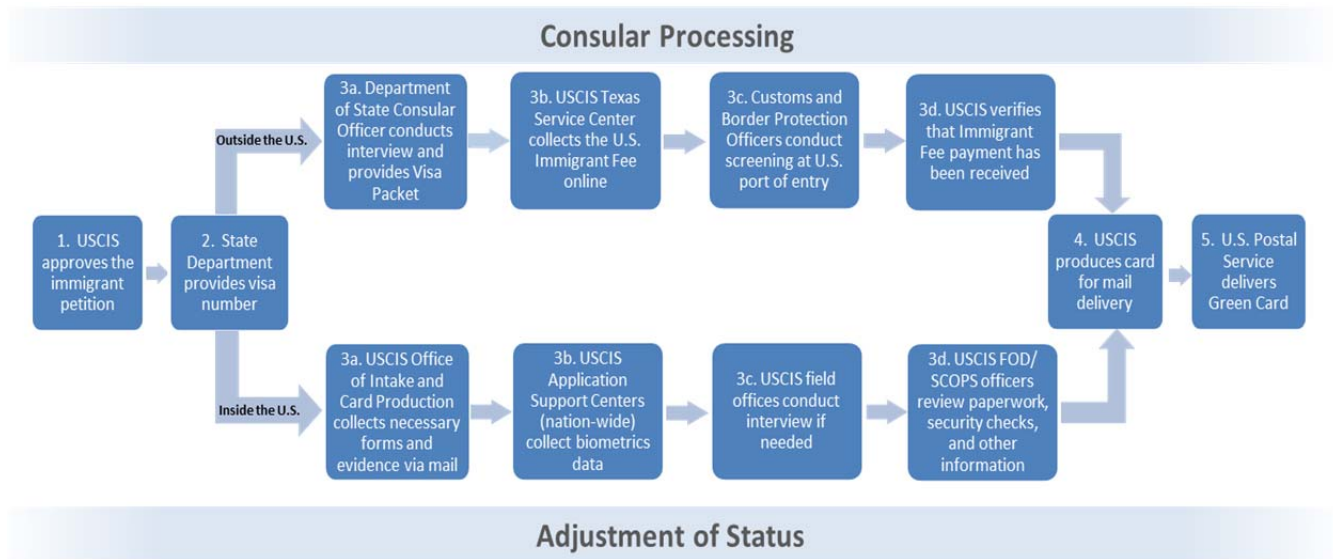 Consular Processing
1. USCIS
approves the
immigrant
petition
2. State
Department
provides visa
number
Outside the U.S.
3a. Department
of State Consular
Officer conducts
interview and
provides Visa
Packet
3b. USCIS Texas
Service Center
collects the U.S.
Immigrant Fee
online
3c. Customs and
Border Protection
Officers conduct
screening at U.S.
port of entry
3d. USCIS verifies
that Immigrant
Fee payment has
been received
Inside the U.S.
3a. USCIS Office
of Intake and
Card Production
collects necessary
forms and
evidence via mail
3b. USCIS
Application
Support Centers
(nation-wide)
collect biometrics
data
3c. USCIS field
offices conduct
interview if
needed
3d. USCIS FOD/
SCOPS officers
review paperwork,
security checks,
and other
information
4. USCIS
produces card
for mail
delivery
5. U.S. Postal
Service
delivers
Green Card
Adjustment of Status